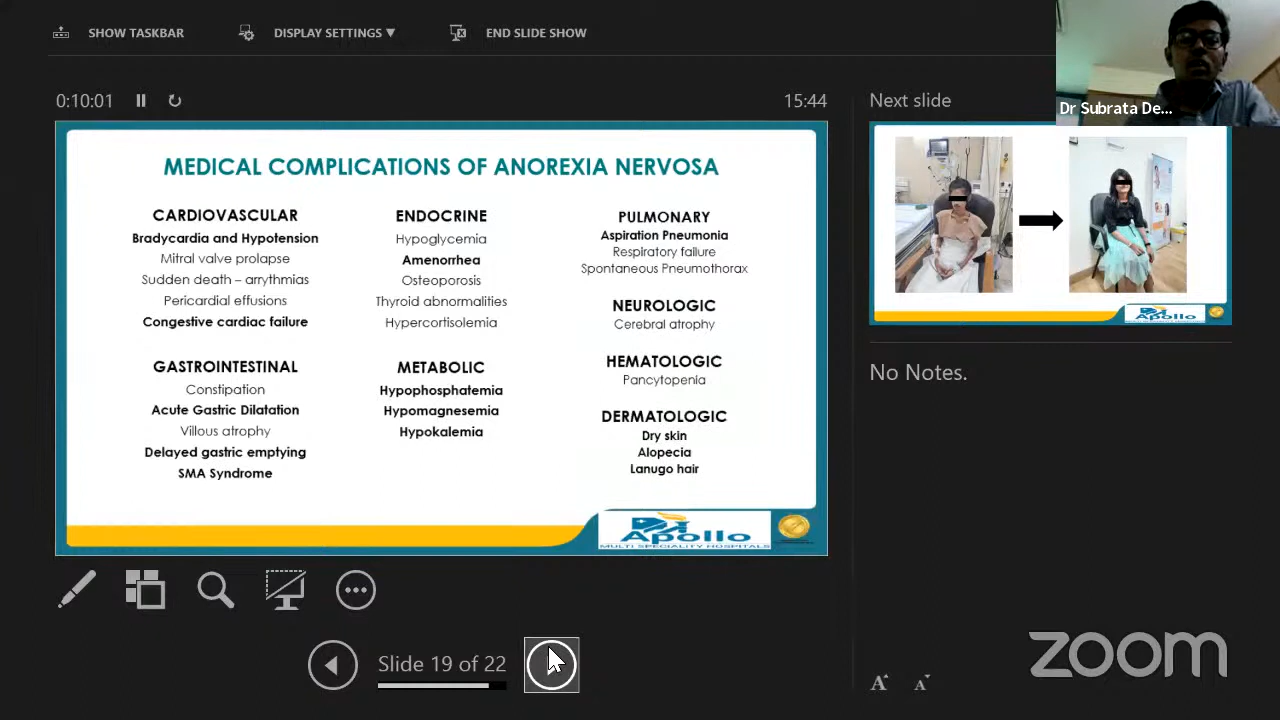 SHOW TASKBAR
DISPLAY SETTINGS ▼
END SLIDE SHOW
Dr Subrata De...
0:10:01
15:44
Next slide
MEDICAL COMPLICATIONS OF ANOREXIA NERVOSA
CARDIOVASCULAR
Bradycardia and Hypotension
Mitral valve prolapse
Sudden death – arrythmias
Pericardial effusions
Congestive cardiac failure
GASTROINTESTINAL
Constipation
Acute Gastric Dilatation
Villous atrophy
Delayed gastric emptying
SMA Syndrome
ENDOCRINE
Hypoglycemia
Amenorrhea
Osteoporosis
Thyroid abnormalities
Hypercortisolemia
METABOLIC
Hypophosphatemia
Hypomagnesemia
Hypokalemia
PULMONARY
Aspiration Pneumonia
Respiratory failure
Spontaneous Pneumothorax
NEUROLOGIC
Cerebral atrophy
HEMATOLOGIC
Pancytopenia
DERMATOLOGIC
Dry skin
Alopecia
Lanugo hair
Apollo
MULTI SPECIALITY HOSPITALS
Apollo
No Notes.
Slide 19 of 22
A A
zoom